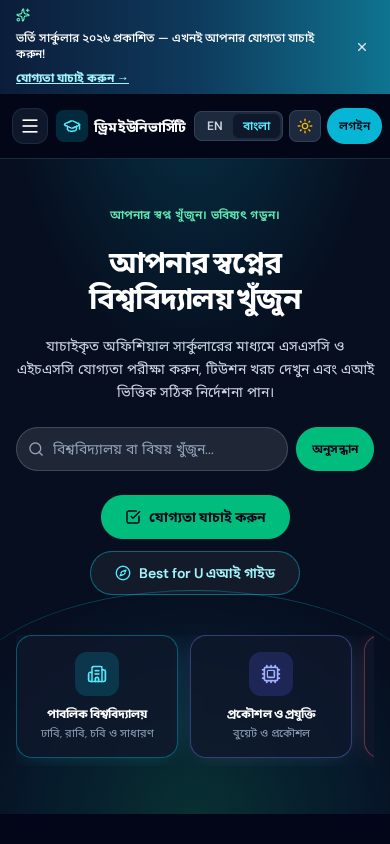 ভর্তি সার্কুলার ২০২৬ প্রকাশিত — এখনই আপনার যোগ্যতা যাচাই
করুন!
যোগ্যতা যাচাই করুন →
ড্রিমইউনিভার্সিটি
EN
বাংলা
লগইন
আপনার স্বপ্ন খুঁজুন। ভবিষ্যৎ গড়ুন।
আপনার স্বপ্নের
বিশ্ববিদ্যালয় খুঁজুন
যাচাইকৃত অফিশিয়াল সার্কুলারের মাধ্যমে এসএসসি ও
এইচএসসি যোগ্যতা পরীক্ষা করুন, টিউশন খরচ দেখুন এবং এআই
ভিত্তিক সঠিক নির্দেশনা পান।
বিশ্ববিদ্যালয় বা বিষয় খুঁজুন...
অনুসন্ধান
যোগ্যতা যাচাই করুন
Best for U এআই গাইড
পাবলিক বিশ্ববিদ্যালয়
ঢাবি, রাবি, চবি ও সাধারণ
প্রকৌশল ও প্রযুক্তি
বুয়েট ও প্রকৌশল